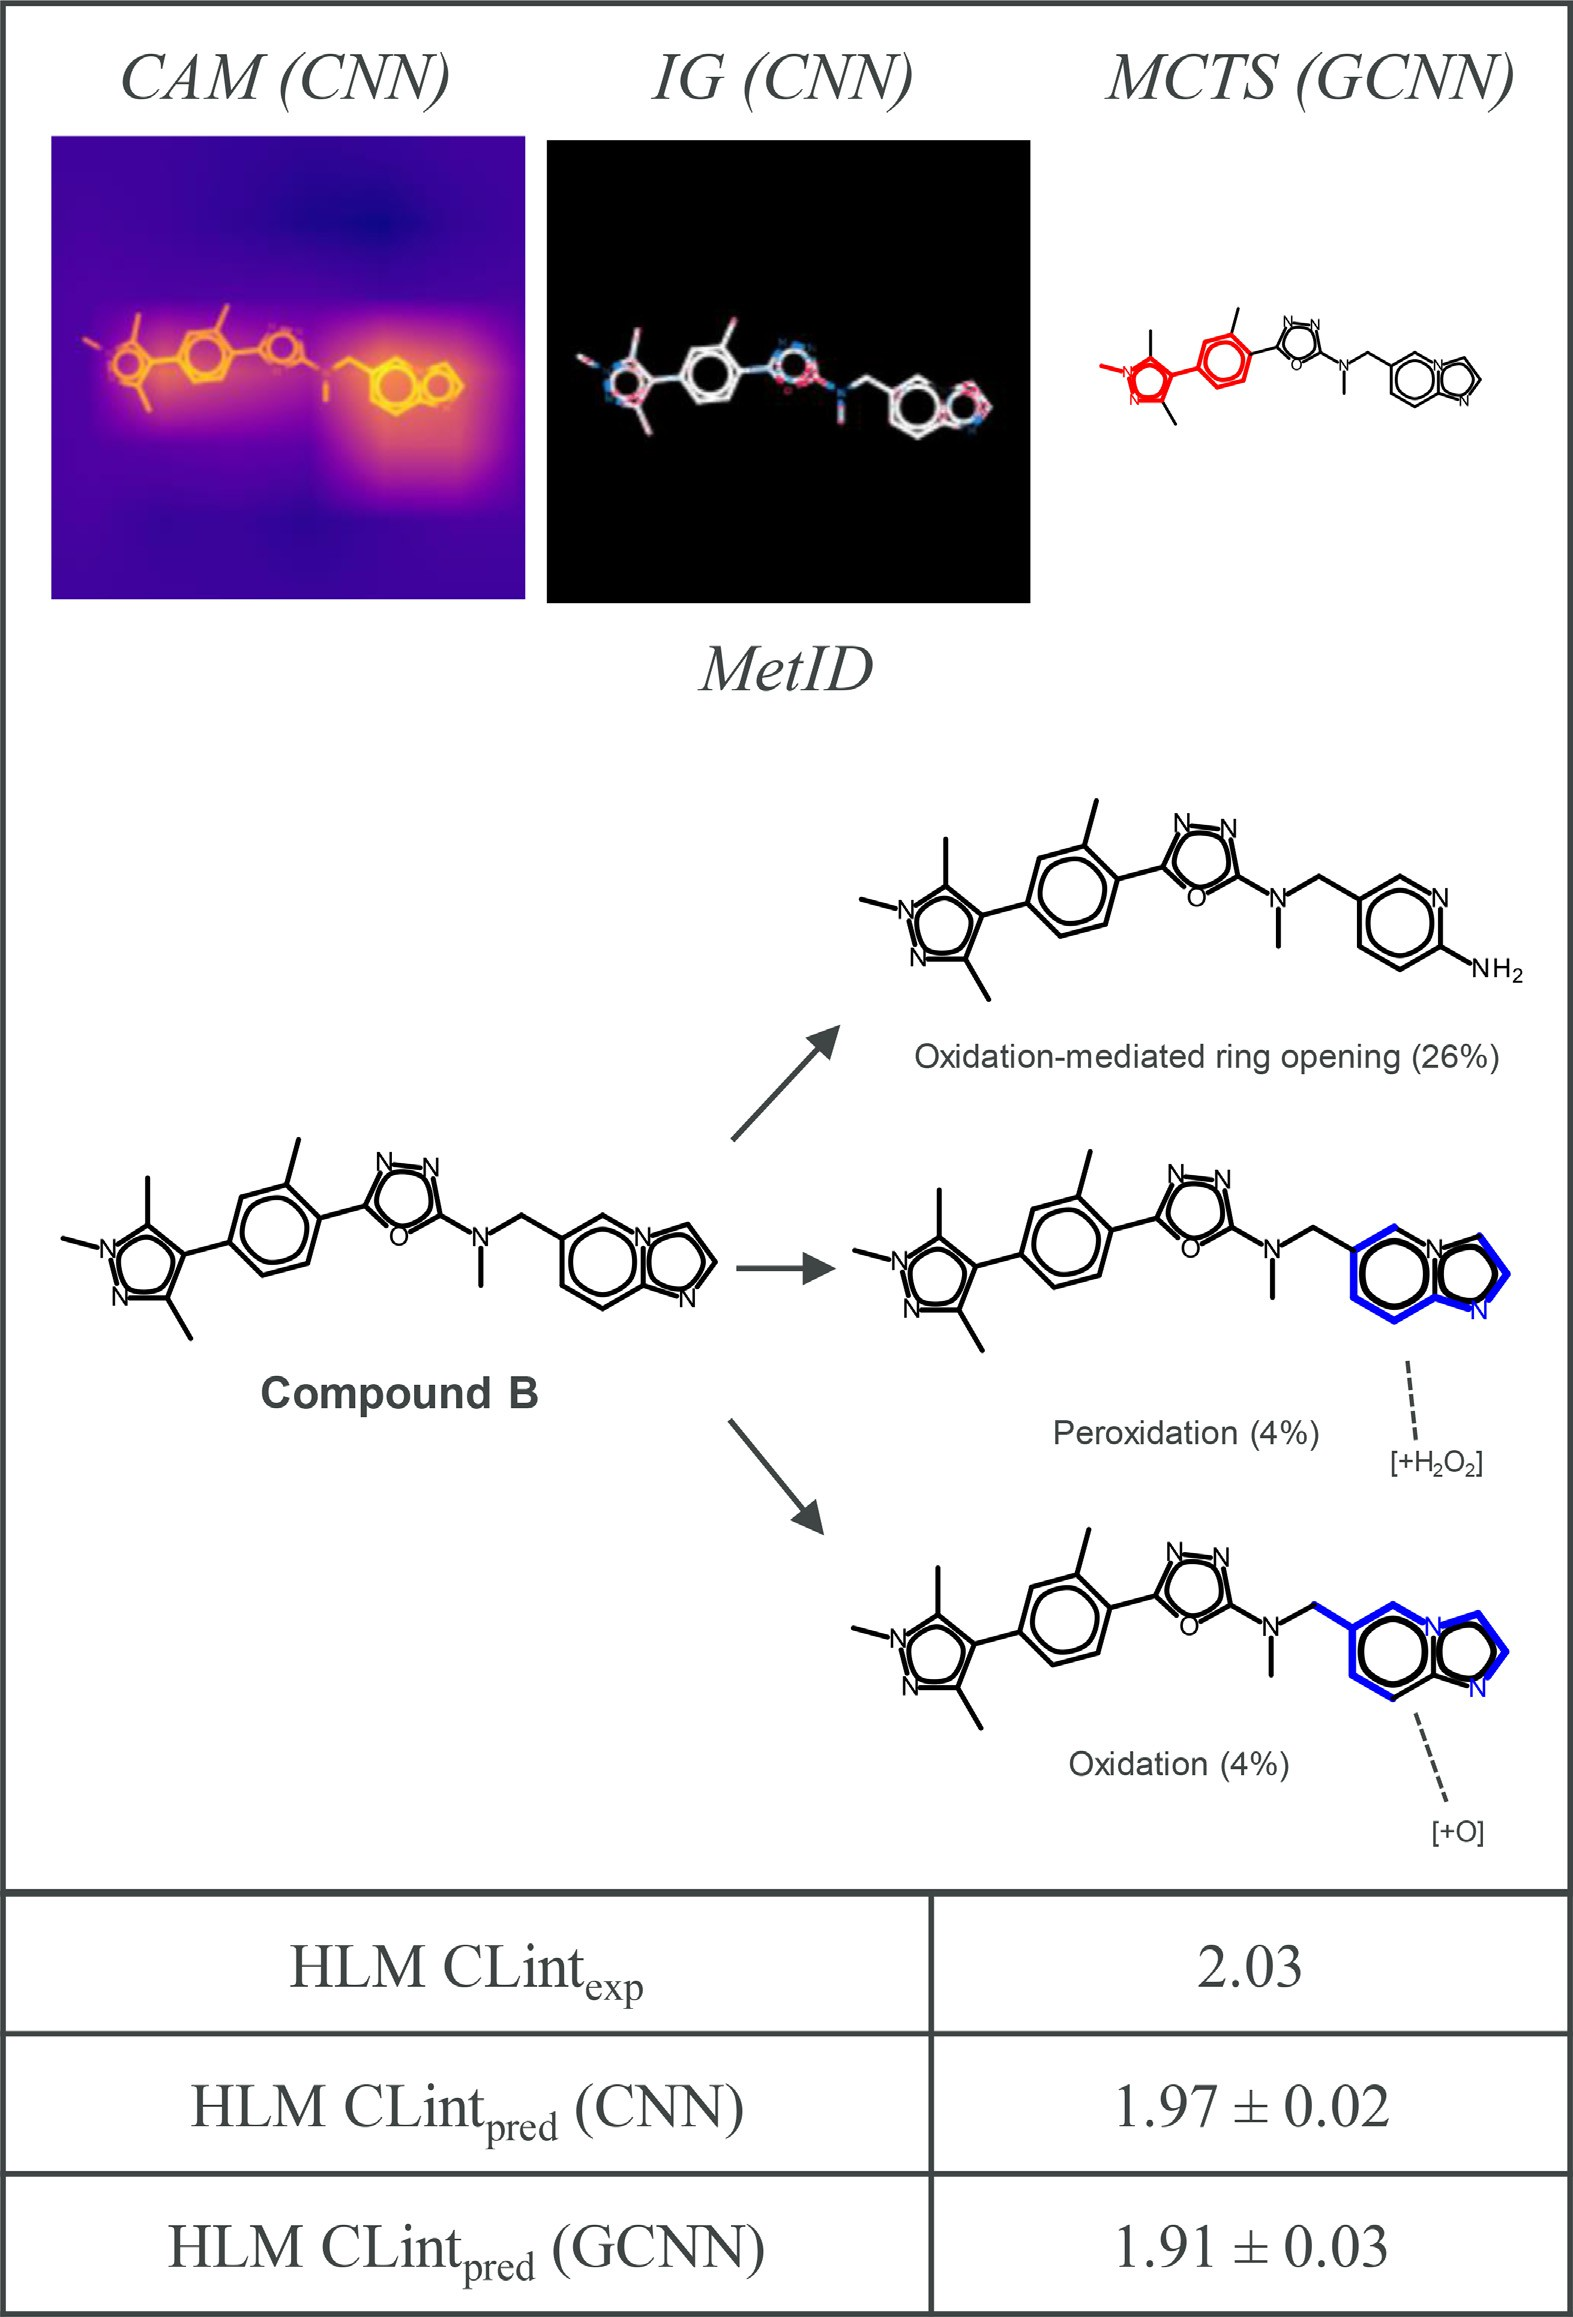 CAM (CNN) IG (CNN) MCTS (GCNN)
N N
N
N O N
N
N
MetID
N N
N
N O N N
N
NH₂
Oxidation-mediated ring opening (26%)
N N
N
N O N N
N
N
Compound B
N N
N
N O N N
N
N
Peroxidation (4%)
[+H₂O₂]
N N
N
N O N N
N
N
Oxidation (4%)
[+O]
HLM CLintexp 2.03
HLM CLintpred (CNN) 1.97 ± 0.02
HLM CLintpred (GCNN) 1.91 ± 0.03